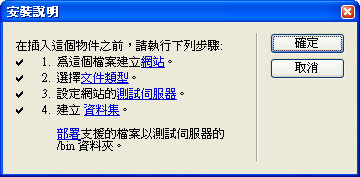 安裝說明
在插入這個物件之前，請執行下列步驟:
✔ 1. 爲這個檔案建立網站。
✔ 2. 選擇文件類型。
✔ 3. 設定網站的測試伺服器。
✔ 4. 建立 資料集。
部署支援的檔案以測試伺服器的
/bin 資料夾。
確定
取消